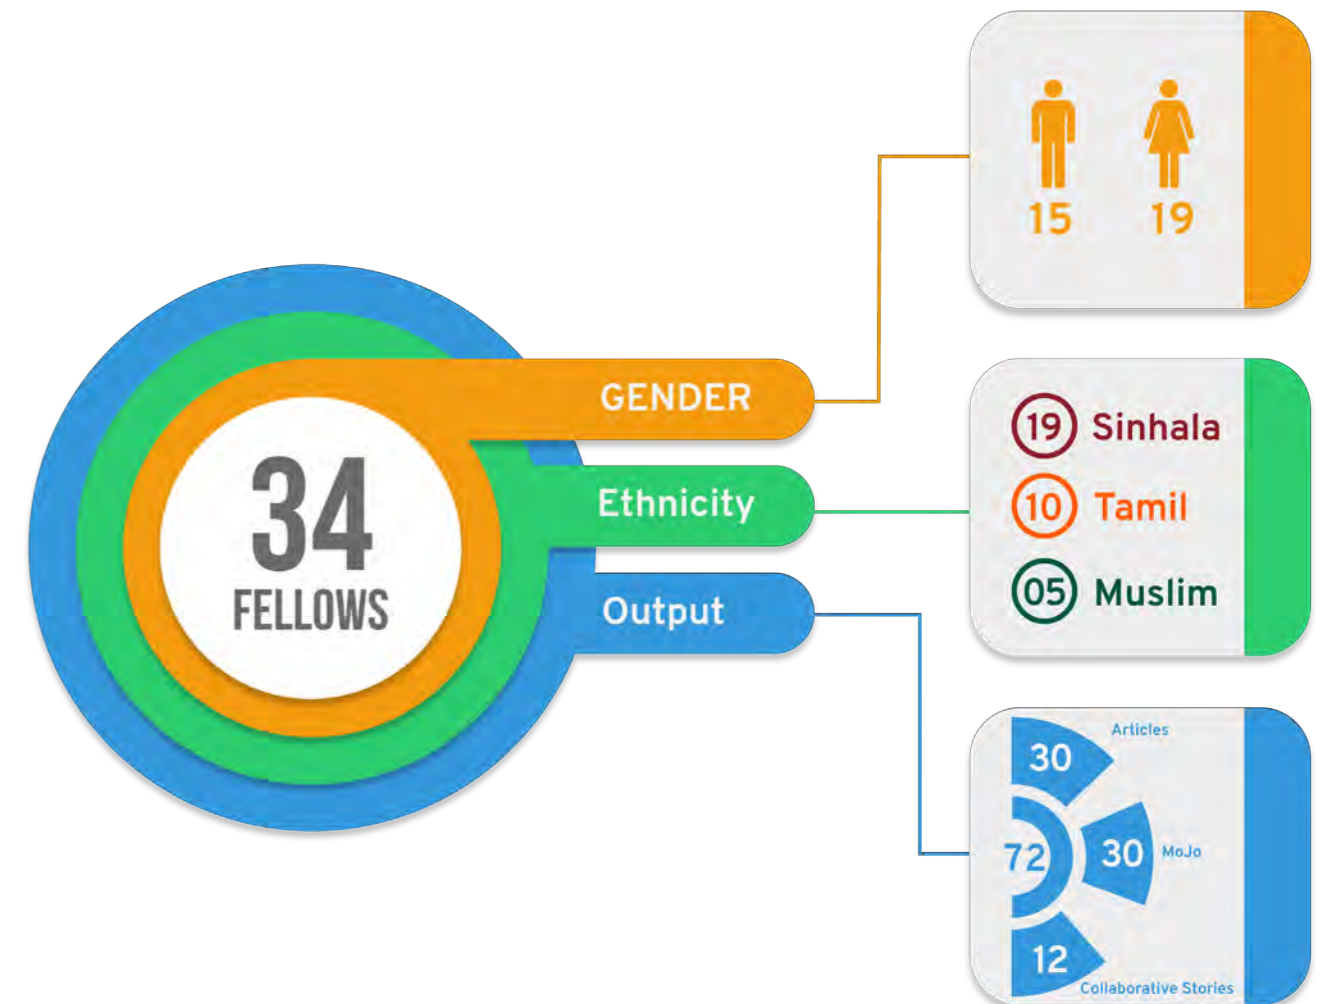 34
FELLOWS
GENDER
Ethnicity
Output
15 19
19 Sinhala
10 Tamil
05 Muslim
Articles
30
72
30 MoJo
12
Collaborative Stories